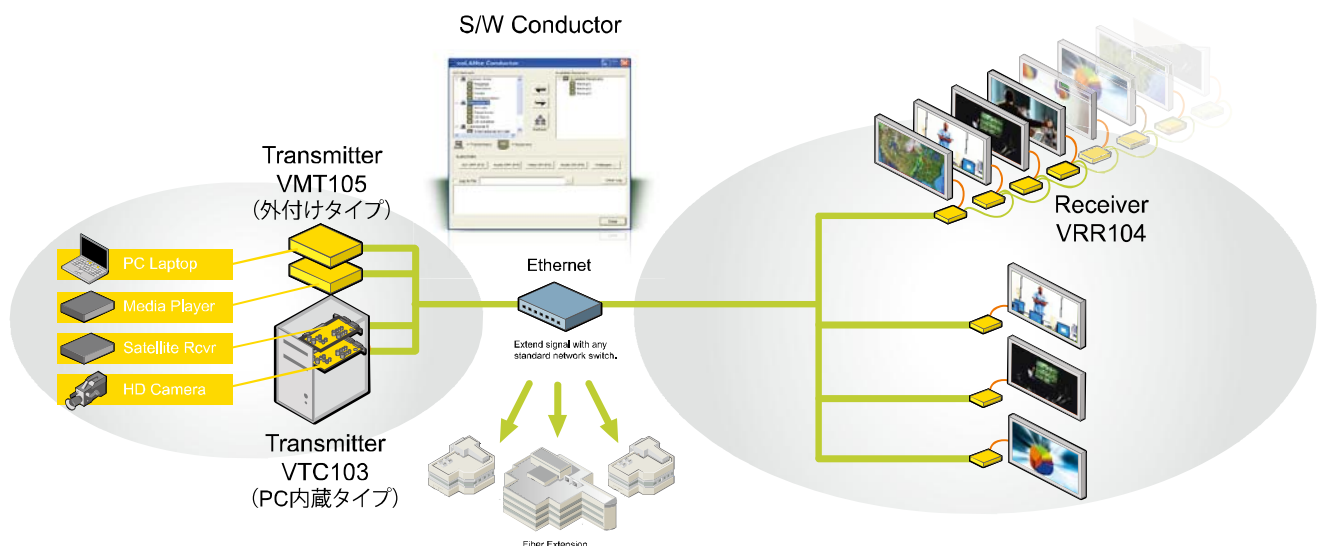 S/W Conductor
Transmitter
VMT105
（外付けタイプ）
PC Laptop
Media Player
Satellite Rcvr
HD Camera
Transmitter
VTC103
（PC内蔵タイプ）
Ethernet
Extend signal with any
standard network switch.
Fiber Extension
Receiver
VRR104